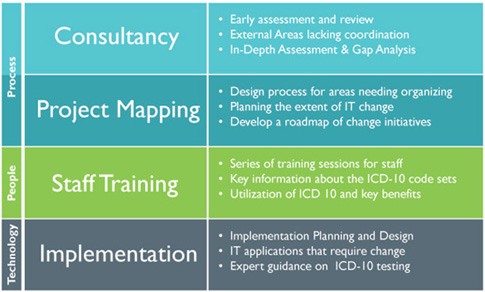 Process
Consultancy
• Early assessment and review
• External Areas lacking coordination
• In-Depth Assessment & Gap Analysis
Project Mapping
• Design process for areas needing organizing
• Planning the extent of IT change
• Develop a roadmap of change initiatives
People
Staff Training
• Series of training sessions for staff
• Key information about the ICD-10 code sets
• Utilization of ICD 10 and key benefits
Technology
Implementation
• Implementation Planning and Design
• IT applications that require change
• Expert guidance on ICD-10 testing